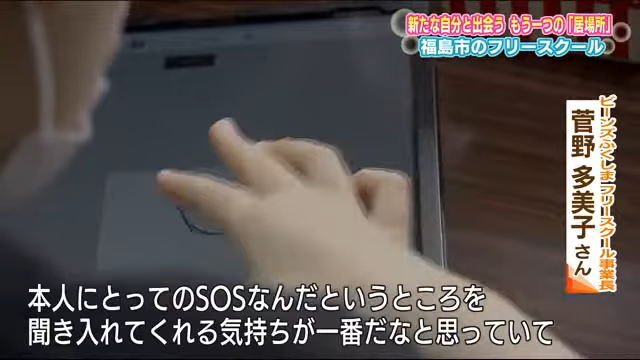 新たな自分と出会う もう一つの「居場所」
福島市のフリースクール
ビーンズふくしま フリースクール事業長
菅野 多美子さん
本人にとってのSOSなんだというところを
聞き入れてくれる気持ちが一番だなと思っていて